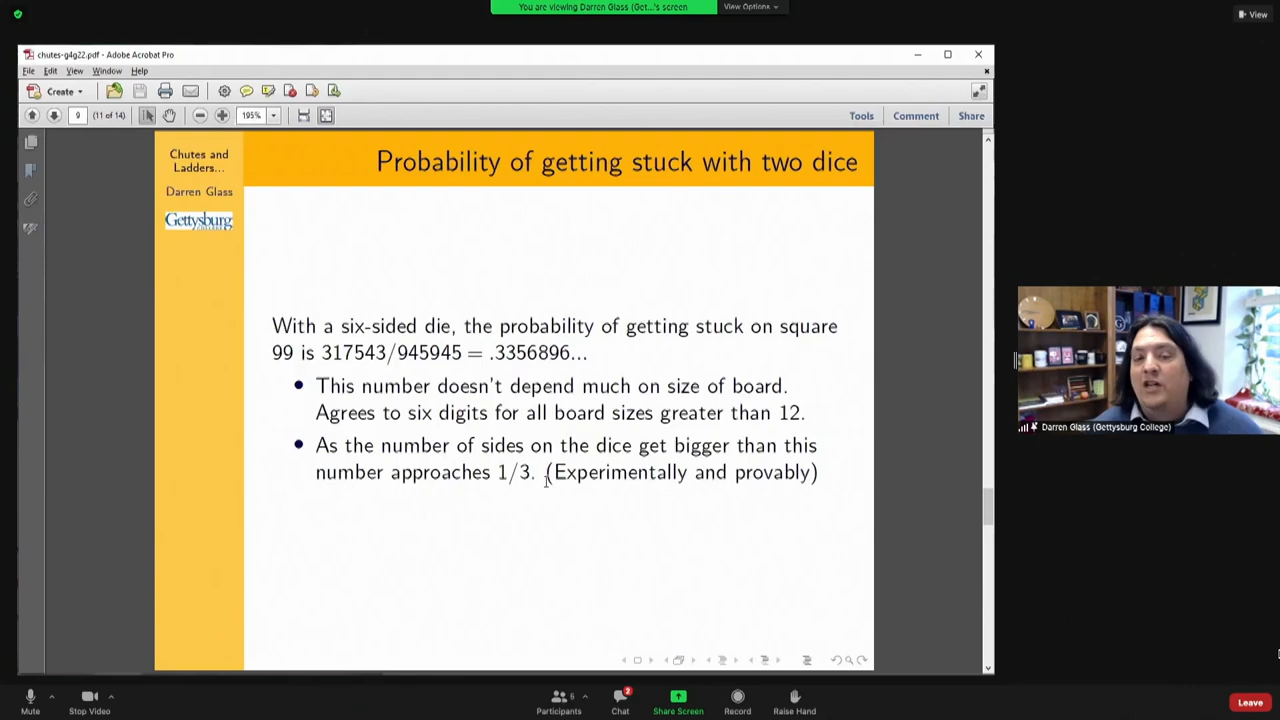 You are viewing Darren Glass (Get...'s screen
View Options
View
chutes-g4g22.pdf - Adobe Acrobat Pro
File Edit View Window Help
Create
9 (11 of 14) 195% Tools Comment Share
Chutes and
Ladders...
Darren Glass
Gettysburg
COLLEGE
Probability of getting stuck with two dice
With a six-sided die, the probability of getting stuck on square
99 is 317543/945945 = .3356896...
• This number doesn't depend much on size of board.
Agrees to six digits for all board sizes greater than 12.
• As the number of sides on the dice get bigger than this
number approaches 1/3. (Experimentally and provably)
Darren Glass (Gettysburg College)
Mute
Stop Video
Participants 6
Chat 2
Share Screen
Record
Raise Hand
Leave